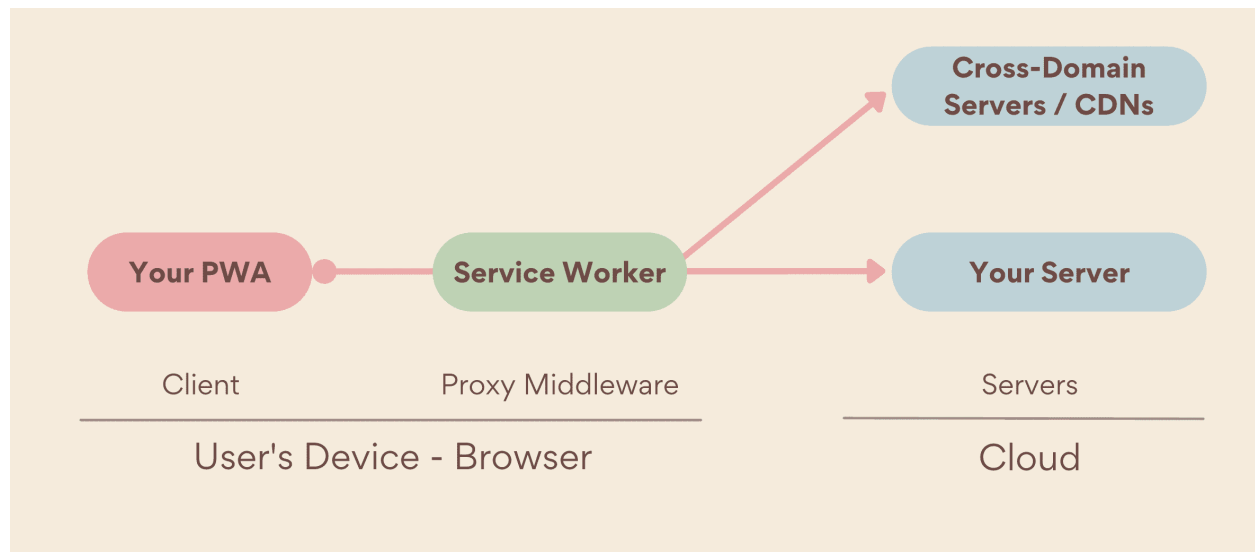 Cross-Domain
Servers / CDNs
Your PWA
Service Worker
Your Server
Client
Proxy Middleware
Servers
User's Device - Browser
Cloud